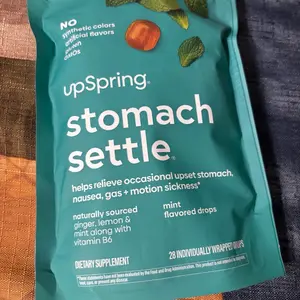 NO
synthetic colors
artificial flavors
upSpring®
stomach
settle®
helps relieve occasional upset stomach,
nausea, gas + motion sickness*
naturally sourced
ginger, lemon &
mint along with
vitamin B6
mint
flavored drops
DIETARY SUPPLEMENT
28 INDIVIDUALLY WRAPPED DROPS